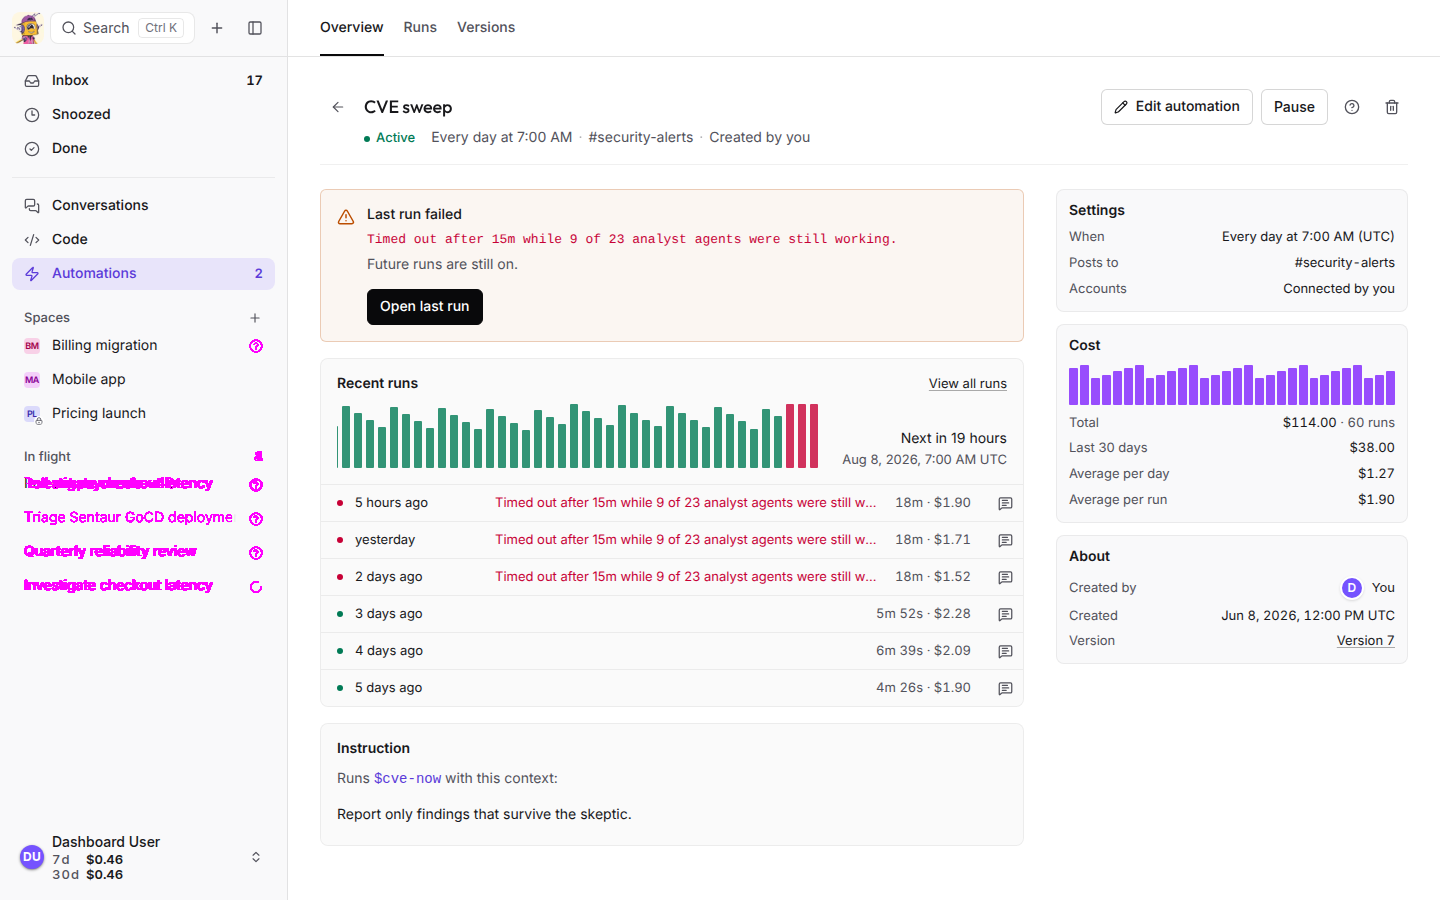 Search Ctrl K
Inbox 17
Snoozed
Done
Conversations
Code
Automations 2
Spaces
BM Billing migration
MA Mobile app
PL Pricing launch
In flight
Triage Sentaur GoCD deployme
Quarterly reliability review
Investigate checkout latency
DU Dashboard User
7d $0.46
30d $0.46
Overview Runs Versions
CVE sweep
Active Every day at 7:00 AM · #security-alerts · Created by you
Edit automation Pause
Last run failed
Timed out after 15m while 9 of 23 analyst agents were still working.
Future runs are still on.
Open last run
Recent runs View all runs
Next in 19 hours
Aug 8, 2026, 7:00 AM UTC
5 hours ago Timed out after 15m while 9 of 23 analyst agents were still w... 18m · $1.90
yesterday Timed out after 15m while 9 of 23 analyst agents were still w... 18m · $1.71
2 days ago Timed out after 15m while 9 of 23 analyst agents were still w... 18m · $1.52
3 days ago 5m 52s · $2.28
4 days ago 6m 39s · $2.09
5 days ago 4m 26s · $1.90
Instruction
Runs $cve-now with this context:
Report only findings that survive the skeptic.
Settings
When Every day at 7:00 AM (UTC)
Posts to #security-alerts
Accounts Connected by you
Cost
Total $114.00 · 60 runs
Last 30 days $38.00
Average per day $1.27
Average per run $1.90
About
Created by D You
Created Jun 8, 2026, 12:00 PM UTC
Version Version 7